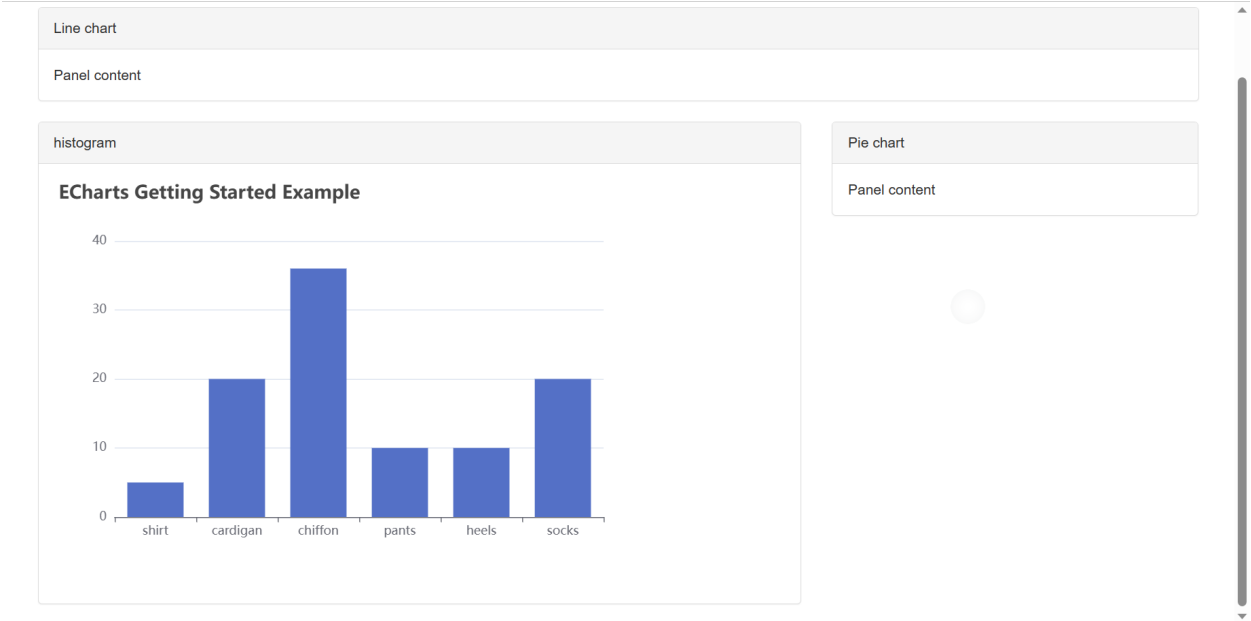 Line chart
Panel content
histogram
ECharts Getting Started Example
40
30
20
10
0
shirt cardigan chiffon pants heels socks
Pie chart
Panel content